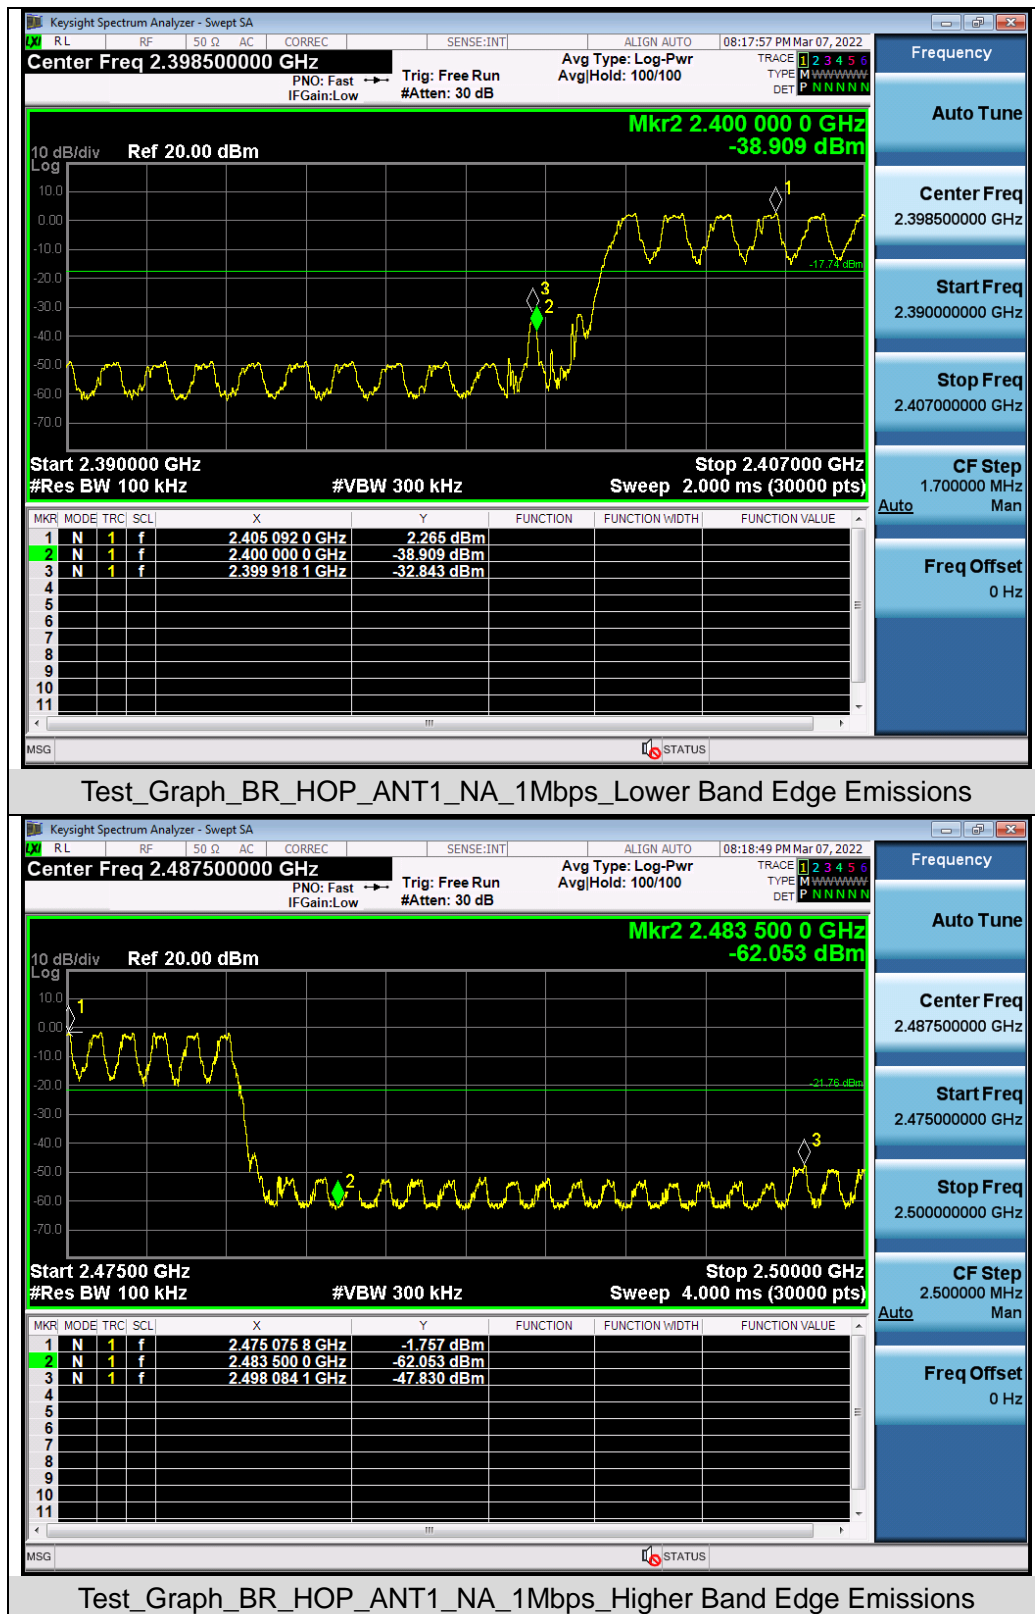 Keysight Spectrum Analyzer - Swept SA
LXI RL RF 50 Ω AC CORREC SENSE:INT ALIGN AUTO 08:17:57 PM Mar 07, 2022
Center Freq 2.398500000 GHz
PNO: Fast
IFGain:Low
Trig: Free Run
#Atten: 30 dB
Avg Type: Log-Pwr
Avg|Hold: 100/100
TRACE 1 2 3 4 5 6
TYPE M WWWWW
DET P N N N N N
Mkr2 2.400 000 0 GHz
-38.909 dBm
10 dB/div Ref 20.00 dBm
Log
10.0
0.00
-10.0
-20.0
-30.0
-40.0
-50.0
-60.0
-70.0
1
-17.74 dBm
3
2
Start 2.390000 GHz Stop 2.407000 GHz
#Res BW 100 kHz #VBW 300 kHz Sweep 2.000 ms (30000 pts)
MKR MODE TRC SCL X Y FUNCTION FUNCTION WIDTH FUNCTION VALUE
1 N 1 f 2.405 092 0 GHz 2.265 dBm
2 N 1 f 2.400 000 0 GHz -38.909 dBm
3 N 1 f 2.399 918 1 GHz -32.843 dBm
4
5
6
7
8
9
10
11
MSG STATUS
Frequency
Auto Tune
Center Freq
2.398500000 GHz
Start Freq
2.390000000 GHz
Stop Freq
2.407000000 GHz
CF Step
1.700000 MHz
Auto Man
Freq Offset
0 Hz
Test_Graph_BR_HOP_ANT1_NA_1Mbps_Lower Band Edge Emissions
Keysight Spectrum Analyzer - Swept SA
LXI RL RF 50 Ω AC CORREC SENSE:INT ALIGN AUTO 08:18:49 PM Mar 07, 2022
Center Freq 2.487500000 GHz
PNO: Fast
IFGain:Low
Trig: Free Run
#Atten: 30 dB
Avg Type: Log-Pwr
Avg|Hold: 100/100
TRACE 1 2 3 4 5 6
TYPE M WWWWW
DET P N N N N N
Mkr2 2.483 500 0 GHz
-62.053 dBm
10 dB/div Ref 20.00 dBm
Log
10.0
0.00
-10.0
-20.0
-30.0
-40.0
-50.0
-60.0
-70.0
1
-21.76 dBm
3
2
Start 2.47500 GHz Stop 2.50000 GHz
#Res BW 100 kHz #VBW 300 kHz Sweep 4.000 ms (30000 pts)
MKR MODE TRC SCL X Y FUNCTION FUNCTION WIDTH FUNCTION VALUE
1 N 1 f 2.475 075 8 GHz -1.757 dBm
2 N 1 f 2.483 500 0 GHz -62.053 dBm
3 N 1 f 2.498 084 1 GHz -47.830 dBm
4
5
6
7
8
9
10
11
MSG STATUS
Frequency
Auto Tune
Center Freq
2.487500000 GHz
Start Freq
2.475000000 GHz
Stop Freq
2.500000000 GHz
CF Step
2.500000 MHz
Auto Man
Freq Offset
0 Hz
Test_Graph_BR_HOP_ANT1_NA_1Mbps_Higher Band Edge Emissions